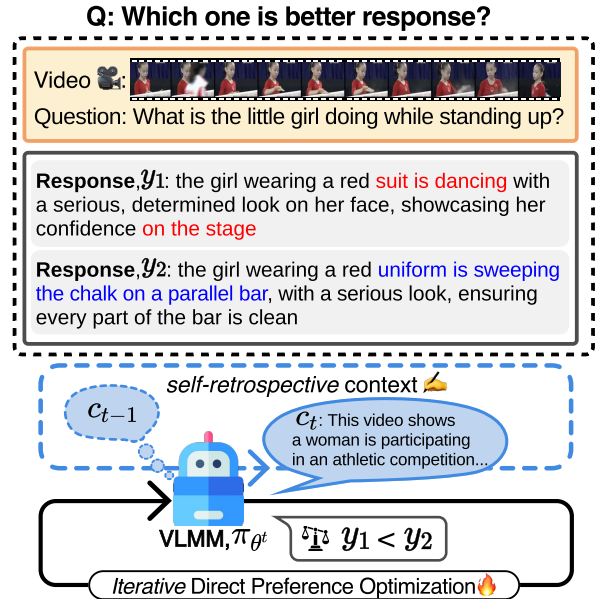 Q: Which one is better response?
Video 🎥:
Question: What is the little girl doing while standing up?
Response,y1: the girl wearing a red suit is dancing with
a serious, determined look on her face, showcasing her
confidence on the stage
Response,y2: the girl wearing a red uniform is sweeping
the chalk on a parallel bar, with a serious look, ensuring
every part of the bar is clean
self-retrospective context ✍
c_{t−1}
c_t: This video shows
a woman is participating
in an athletic competition...
VLMM,π_{θ^t}
y1 < y2
Iterative Direct Preference Optimization🔥